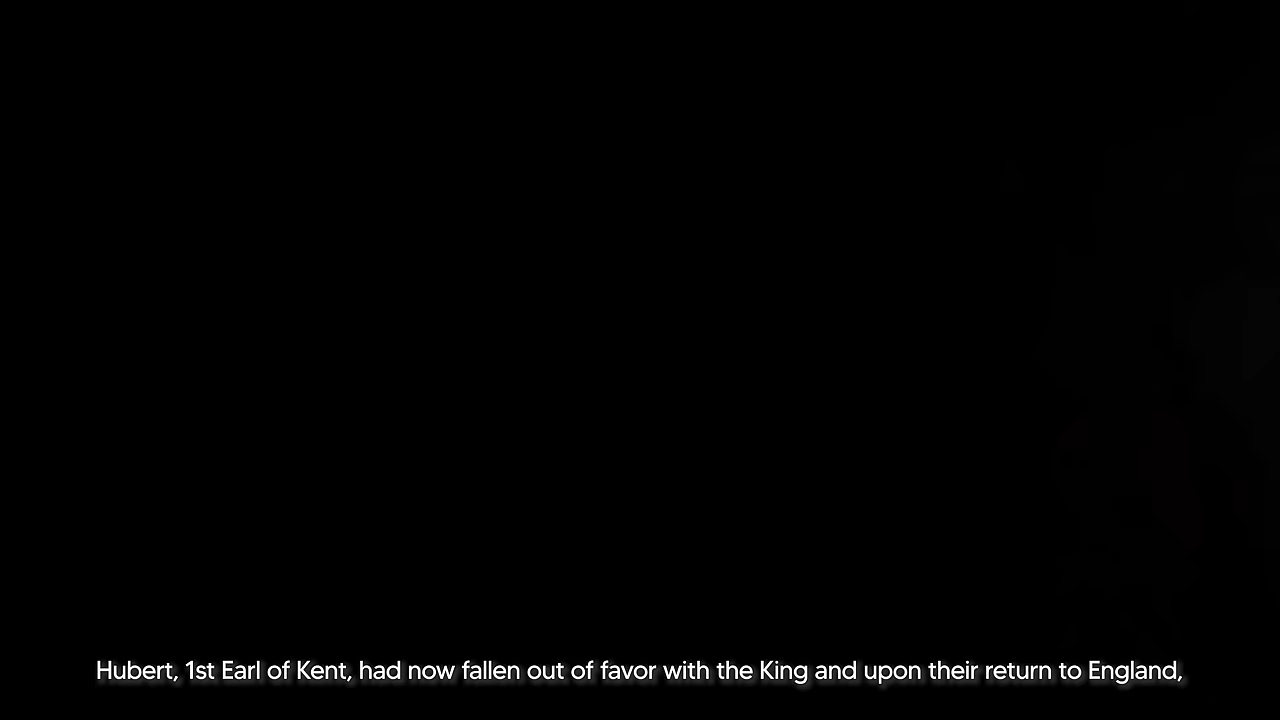 Hubert, 1st Earl of Kent, had now fallen out of favor with the King and upon their return to England,